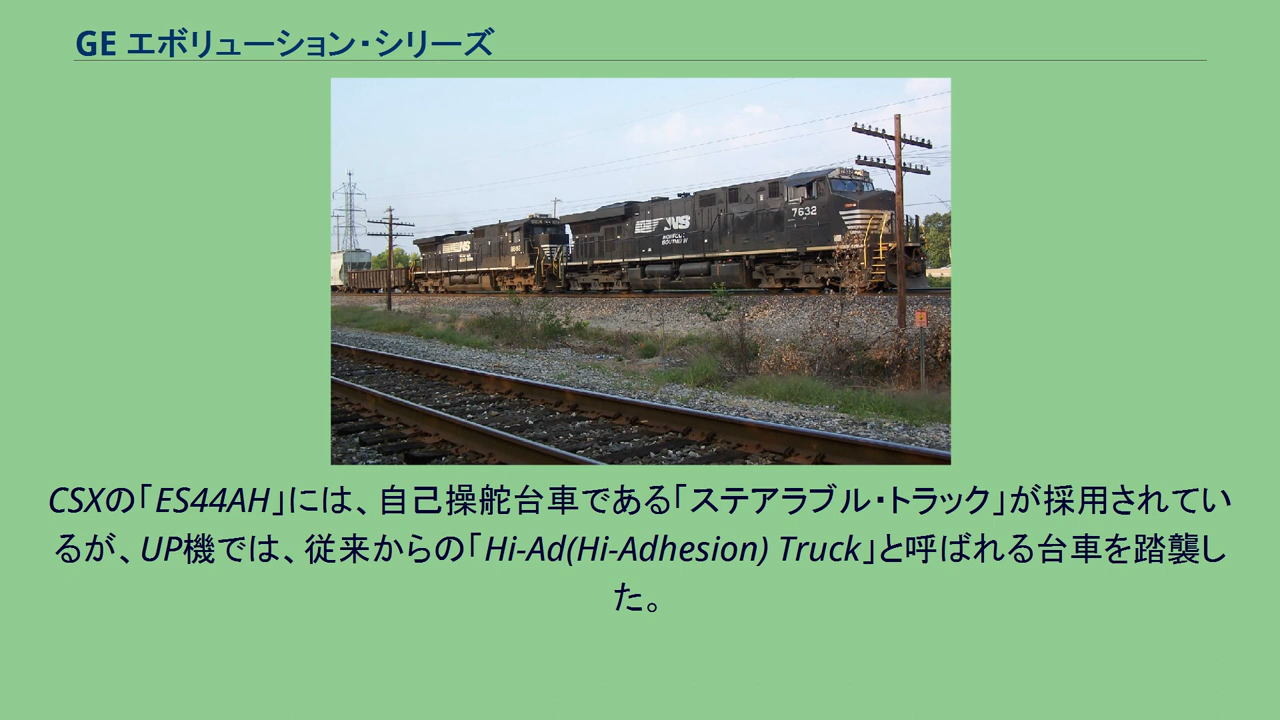 GE エボリューション・シリーズ
NS
7632
NS
CSXの「ES44AH」には、自己操舵台車である「ステアラブル・トラック」が採用されてい
るが、UP機では、従来からの「Hi-Ad(Hi-Adhesion) Truck」と呼ばれる台車を踏襲し
た。